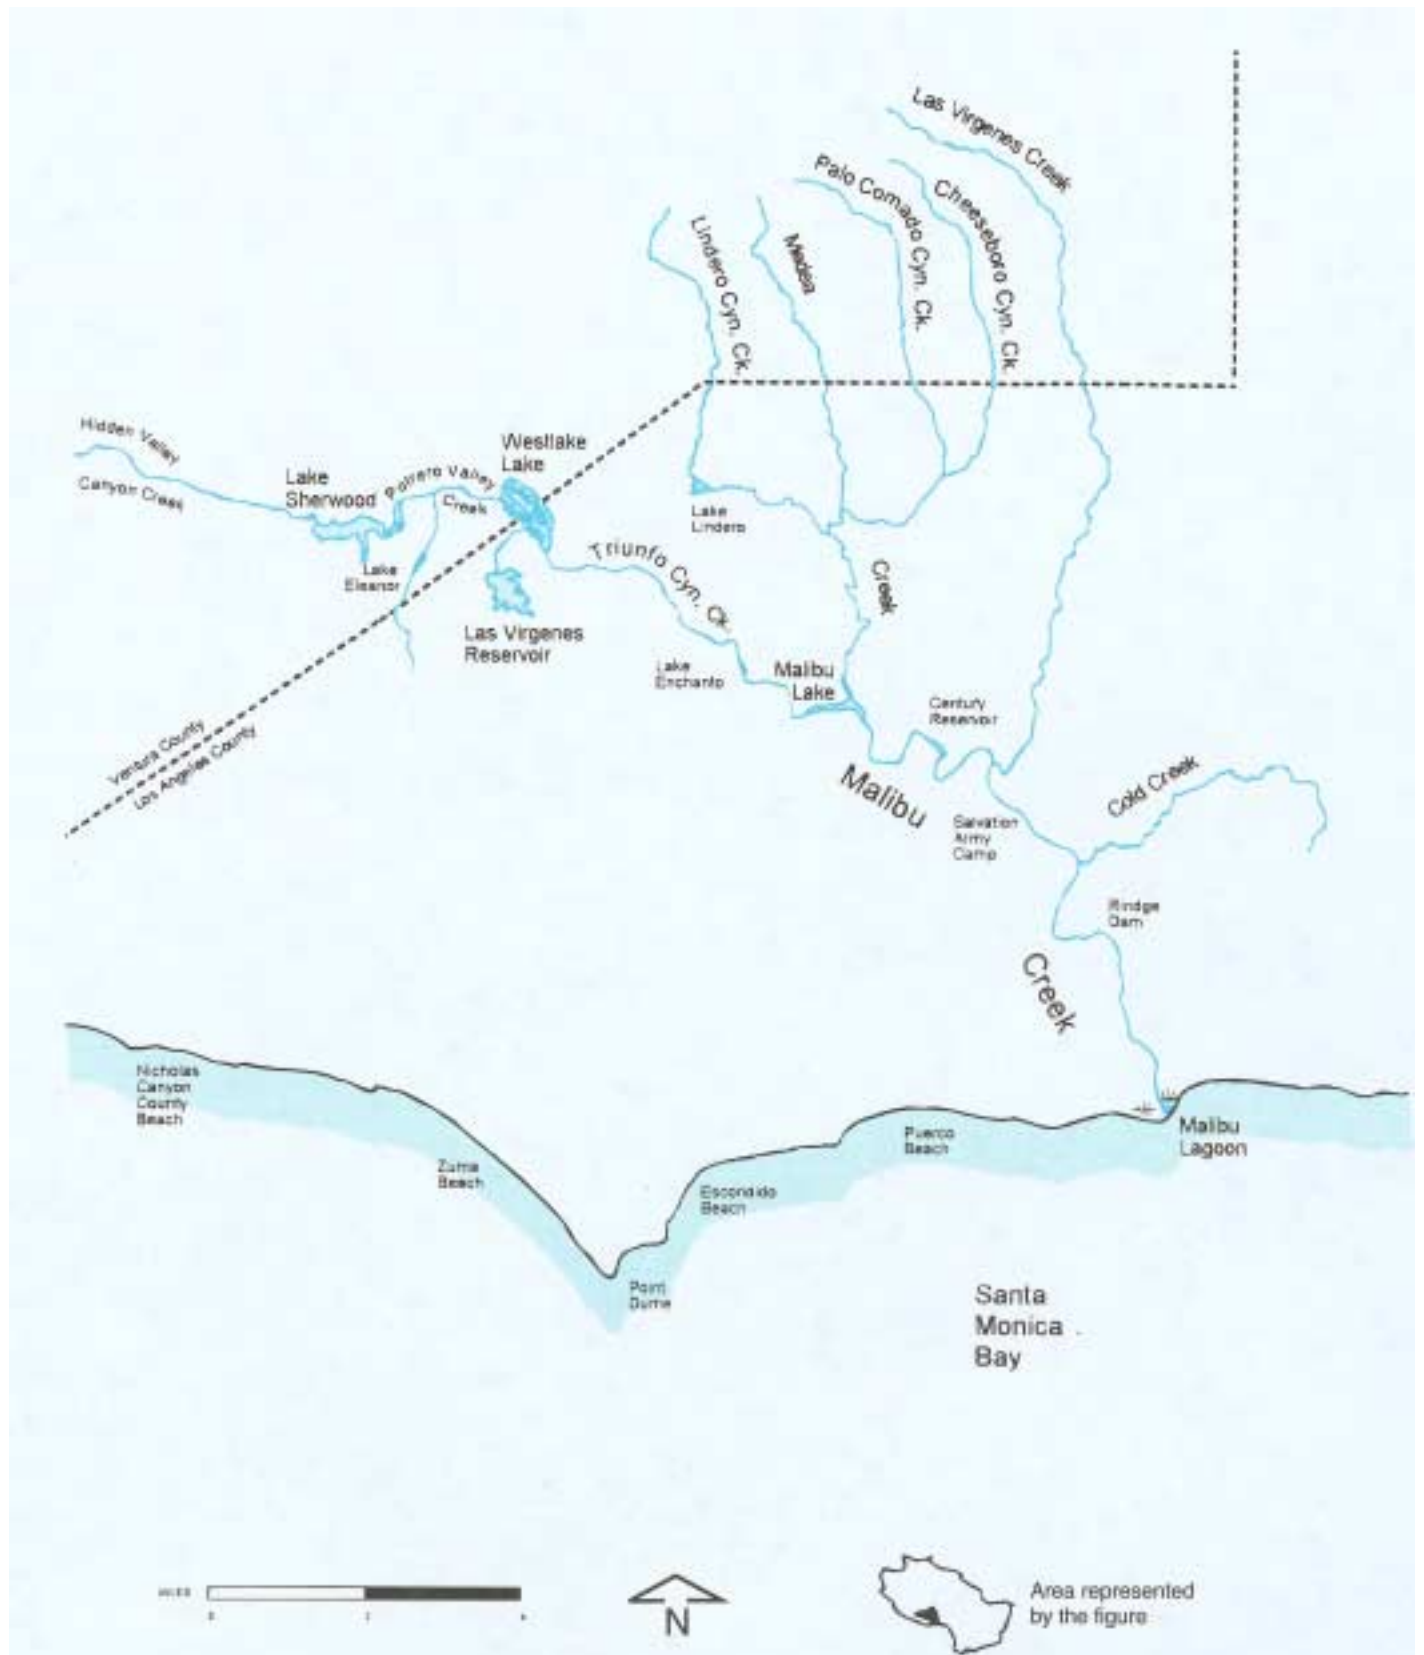 Las Virgenes Creek
Palo Comado Cyn. Ck.
Cheeseboro Cyn. Ck.
Lindero Cyn. Ck.
Medea
Creek
Hidden Valley
Canyon Creek
Lake
Sherwood
Potrero Valley
Creek
Westlake
Lake
Lake
Eleanor
Las Virgenes
Reservoir
Triunfo Cyn. Ck.
Lake
Lindero
Lake
Enchanto
Malibu
Lake
Century
Reservoir
Ventura County
Los Angeles County
Malibu
Creek
Cold Creek
Salvation
Army
Camp
Rindge
Dam
Nicholas
Canyon
County
Beach
Zuma
Beach
Point
Dume
Escondido
Beach
Puerco
Beach
Malibu
Lagoon
Santa
Monica
Bay
MILES
0
N
Area represented
by the figure